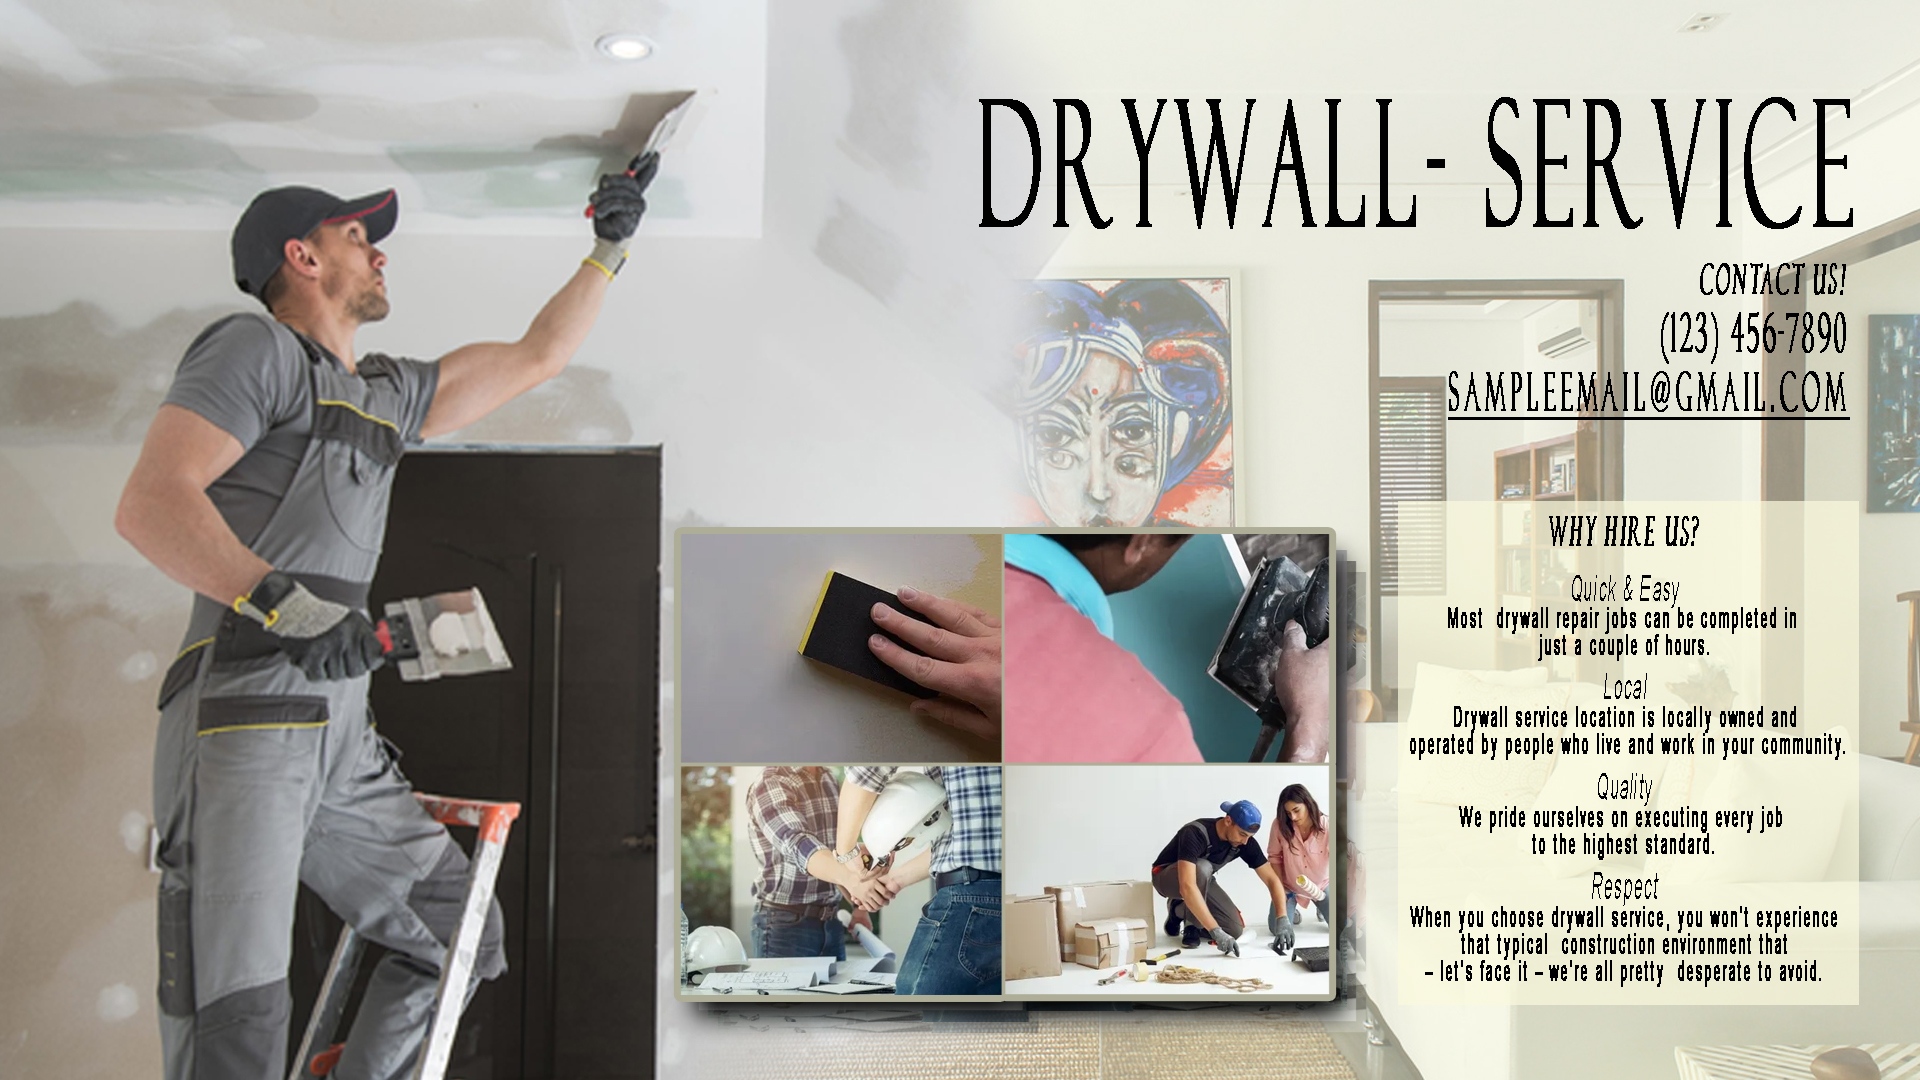 DRYWALL- SERVICE
CONTACT US!
(123) 456-7890
SAMPLEEMAIL@GMAIL.COM
WHY HIRE US?
Quick & Easy
Most drywall repair jobs can be completed in
just a couple of hours.
Local
Drywall service location is locally owned and
operated by people who live and work in your community.
Quality
We pride ourselves on executing every job
to the highest standard.
Respect
When you choose drywall service, you won't experience
that typical construction environment that
– let's face it – we're all pretty desperate to avoid.